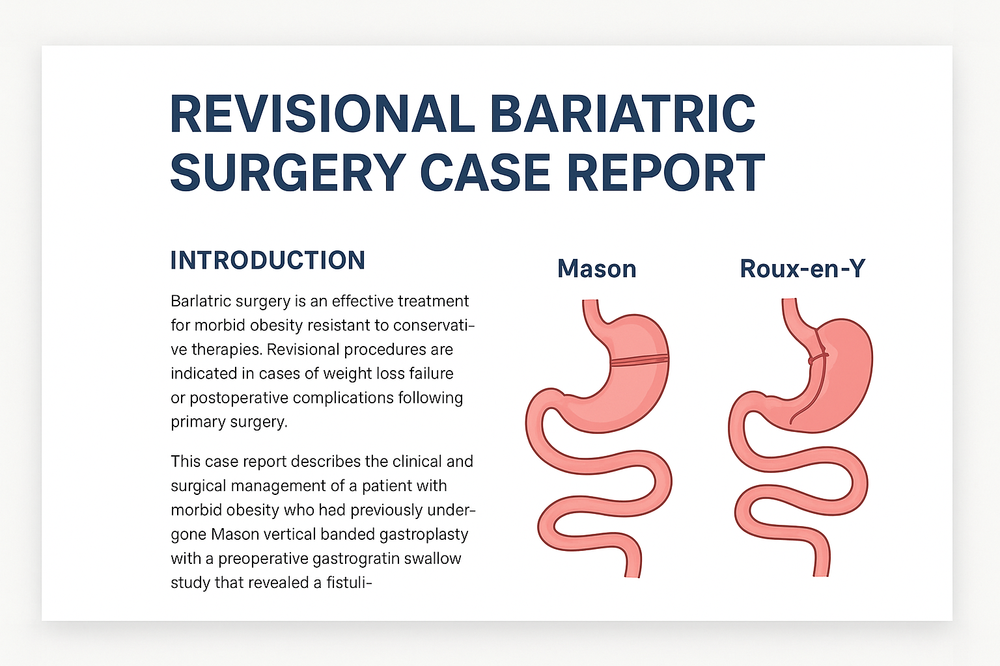 REVISIONAL BARIATRIC
SURGERY CASE REPORT
INTRODUCTION
Barlatric surgery is an effective treatment
for morbid obesity resistant to conservati-
ve therapies. Revisional procedures are
indicated in cases of weight loss failure
or postoperative complications following
primary surgery.
This case report describes the clinical and
surgical management of a patient with
morbid obesity who had previously under-
gone Mason vertical banded gastroplasty
with a preoperative gastrogratin swallow
study that revealed a fistuli-
Mason
Roux-en-Y